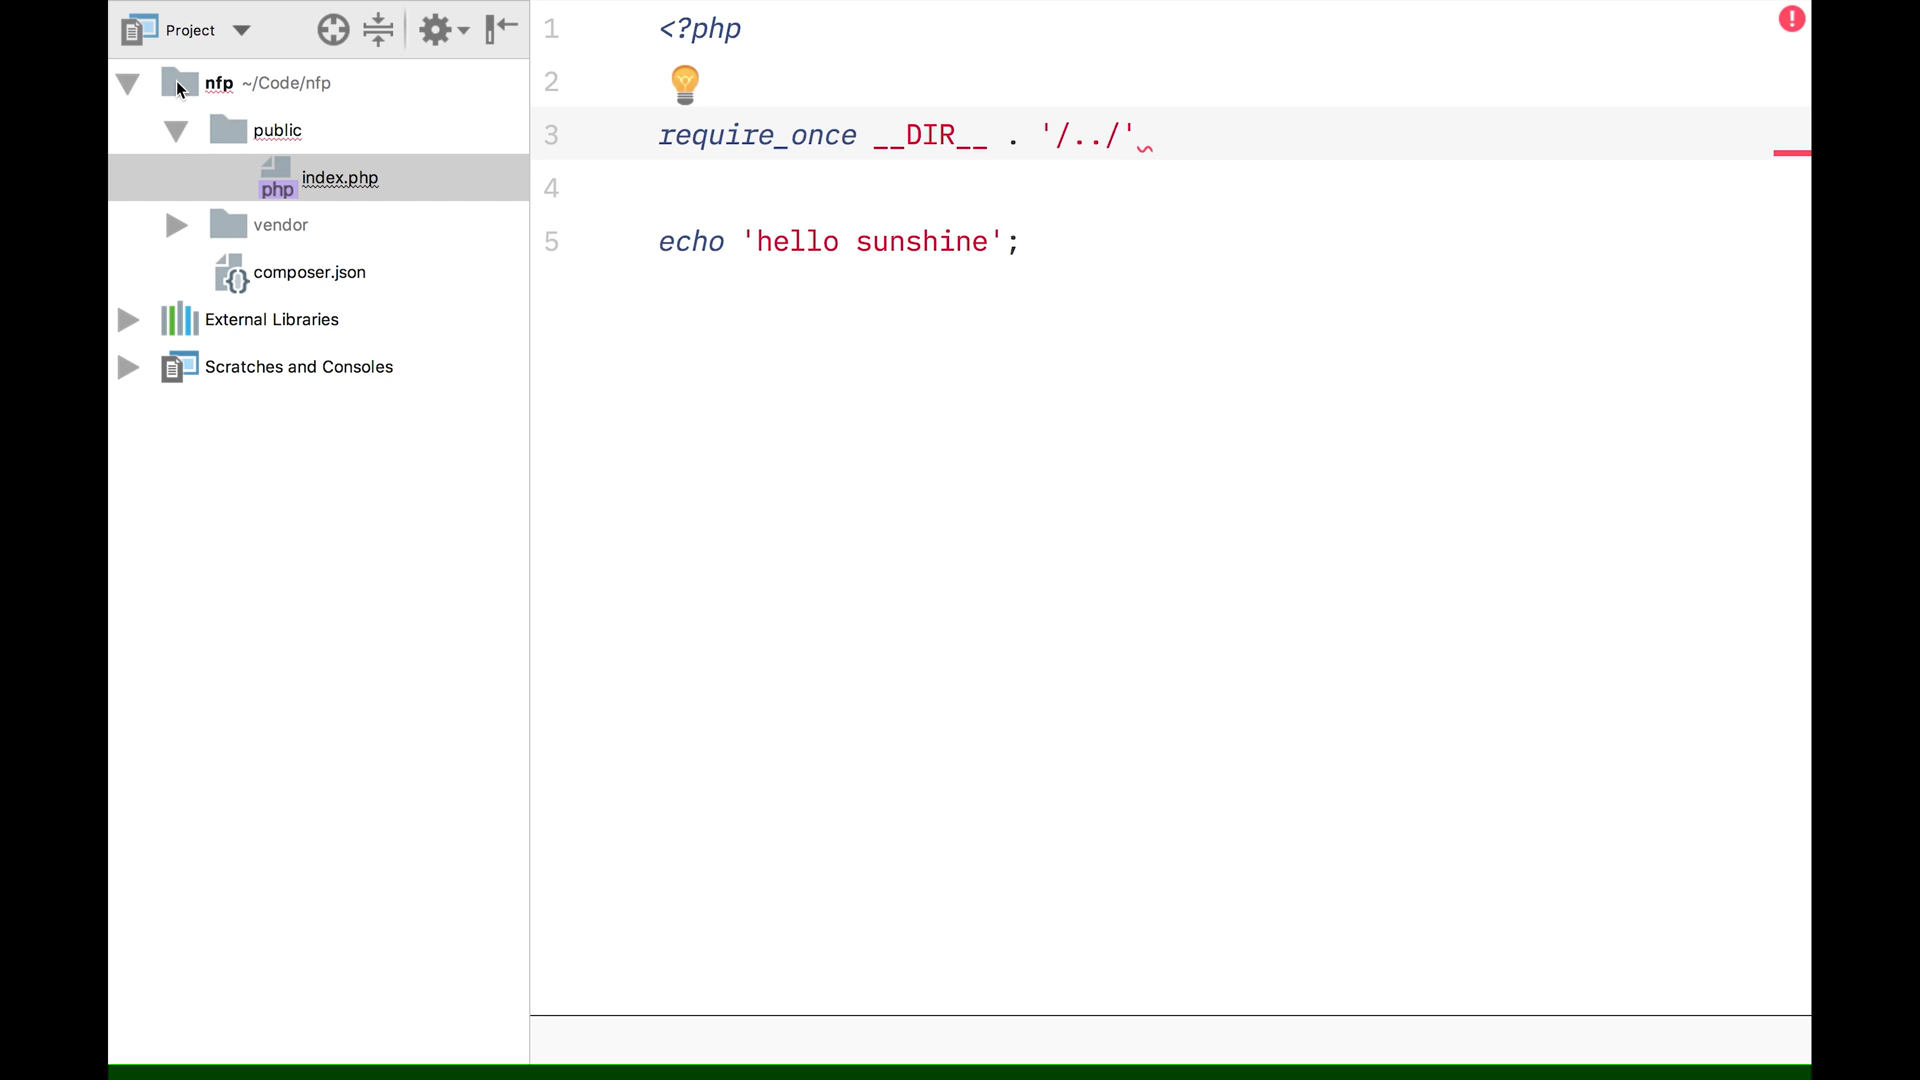 Project
nfp ~/Code/nfp
public
php index.php
vendor
composer.json
External Libraries
Scratches and Consoles
1 <?php
2
3 require_once __DIR__ . '/../'
4
5 echo 'hello sunshine';